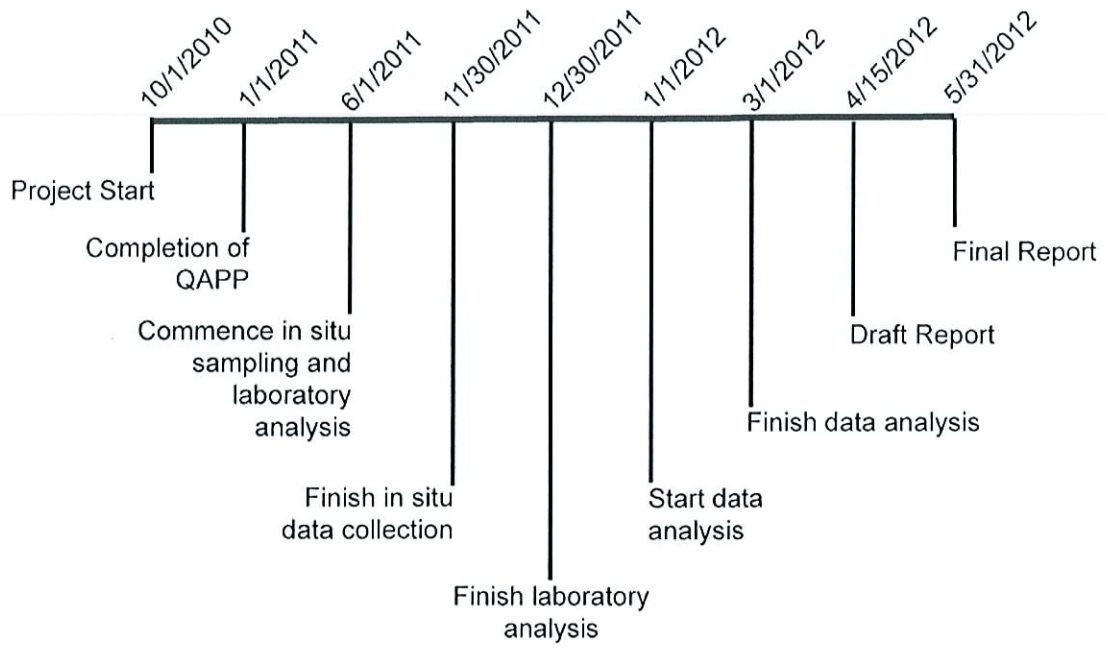 10/1/2010
1/1/2011
6/1/2011
11/30/2011
12/30/2011
1/1/2012
3/1/2012
4/15/2012
5/31/2012
Project Start
Completion of
QAPP
Commence in situ
sampling and
laboratory
analysis
Finish in situ
data collection
Finish laboratory
analysis
Start data
analysis
Finish data analysis
Draft Report
Final Report